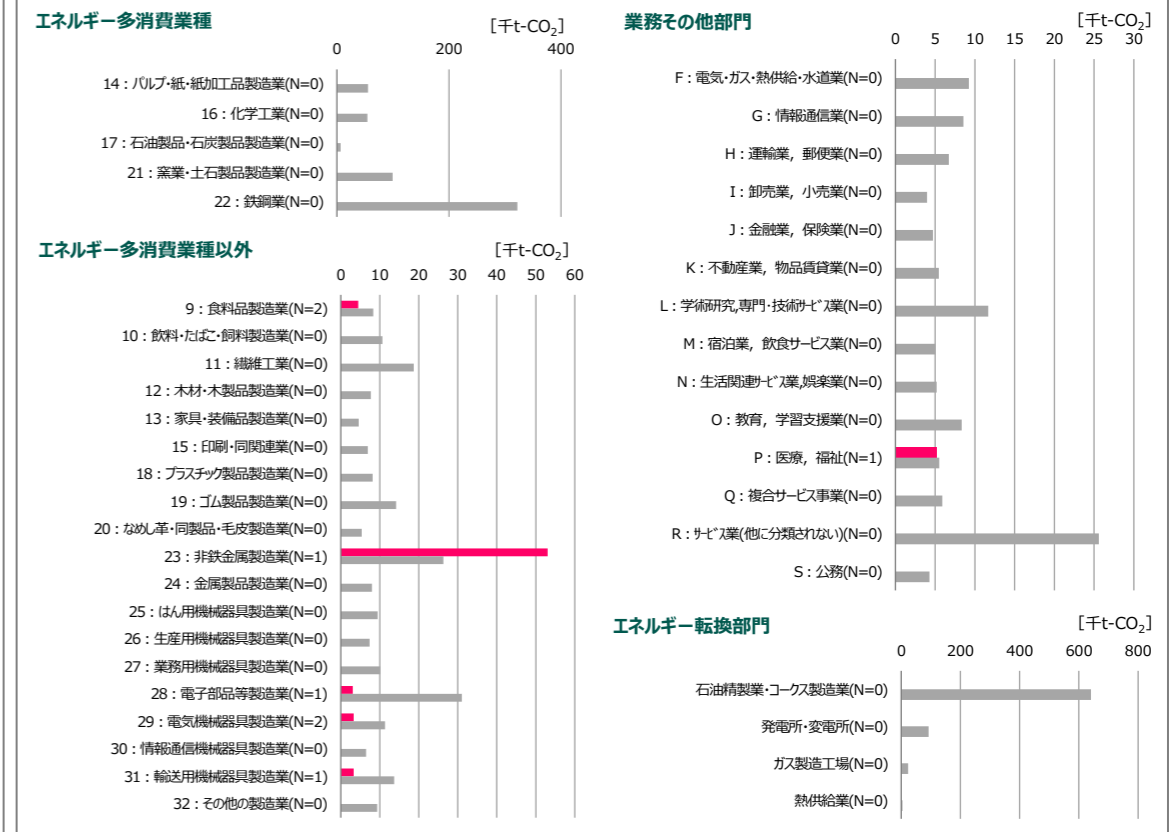 エネルギー多消費業種
[千t-CO₂]
0 200 400
14：パルプ・紙・紙加工品製造業(N=0)
16：化学工業(N=0)
17：石油製品・石炭製品製造業(N=0)
21：窯業・土石製品製造業(N=0)
22：鉄鋼業(N=0)
エネルギー多消費業種以外
[千t-CO₂]
0 10 20 30 40 50 60
9：食料品製造業(N=2)
10：飲料・たばこ・飼料製造業(N=0)
11：繊維工業(N=0)
12：木材・木製品製造業(N=0)
13：家具・装備品製造業(N=0)
15：印刷・同関連業(N=0)
18：プラスチック製品製造業(N=0)
19：ゴム製品製造業(N=0)
20：なめし革・同製品・毛皮製造業(N=0)
23：非鉄金属製造業(N=1)
24：金属製品製造業(N=0)
25：はん用機械器具製造業(N=0)
26：生産用機械器具製造業(N=0)
27：業務用機械器具製造業(N=0)
28：電子部品等製造業(N=1)
29：電気機械器具製造業(N=2)
30：情報通信機械器具製造業(N=0)
31：輸送用機械器具製造業(N=1)
32：その他の製造業(N=0)
業務その他部門
[千t-CO₂]
0 5 10 15 20 25 30
F：電気・ガス・熱供給・水道業(N=0)
G：情報通信業(N=0)
H：運輸業，郵便業(N=0)
I：卸売業，小売業(N=0)
J：金融業，保険業(N=0)
K：不動産業，物品賃貸業(N=0)
L：学術研究,専門・技術サービス業(N=0)
M：宿泊業，飲食サービス業(N=0)
N：生活関連サービス業,娯楽業(N=0)
O：教育，学習支援業(N=0)
P：医療，福祉(N=1)
Q：複合サービス事業(N=0)
R：サービス業(他に分類されない)(N=0)
S：公務(N=0)
エネルギー転換部門
[千t-CO₂]
0 200 400 600 800
石油精製業・コークス製造業(N=0)
発電所・変電所(N=0)
ガス製造工場(N=0)
熱供給業(N=0)